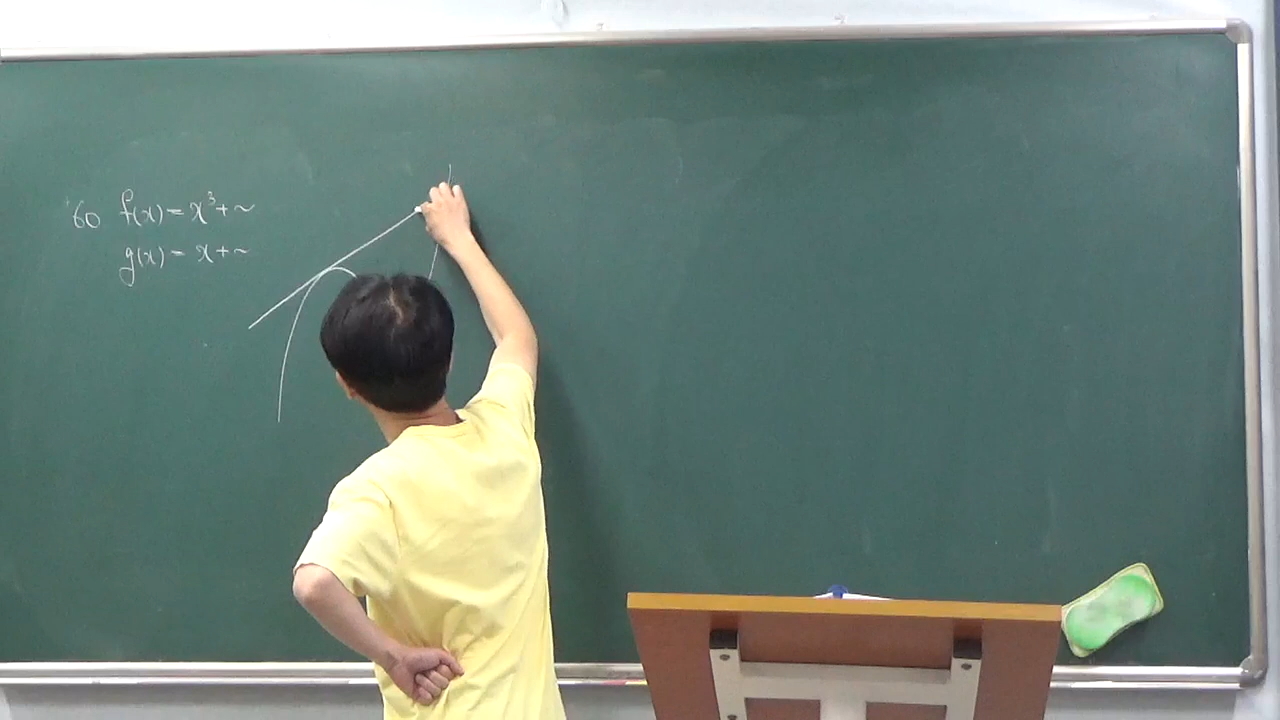 60 f(x) = x³ + ~
g(x) = x + ~